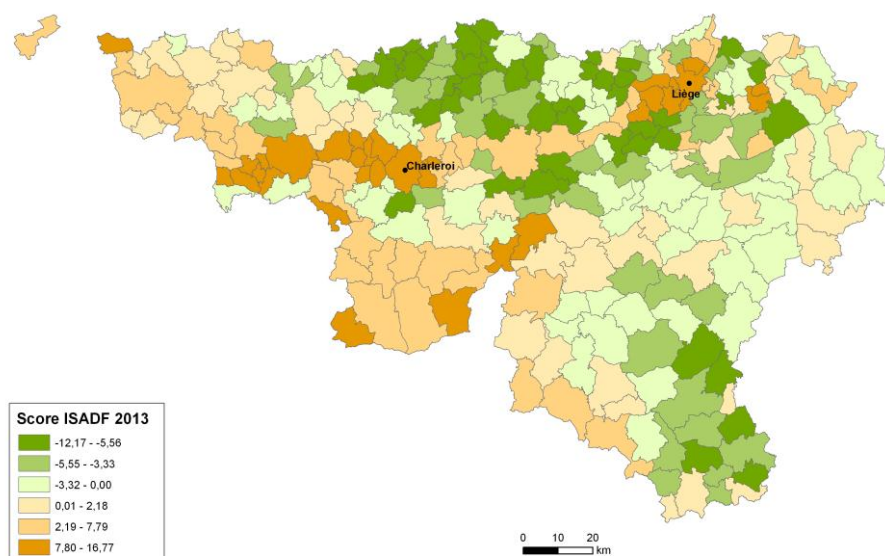 Liège
Charleroi
Score ISADF 2013
-12,17 - -5,56
-5,55 - -3,33
-3,32 - 0,00
0,01 - 2,18
2,19 - 7,79
7,80 - 16,77
0 10 20
km